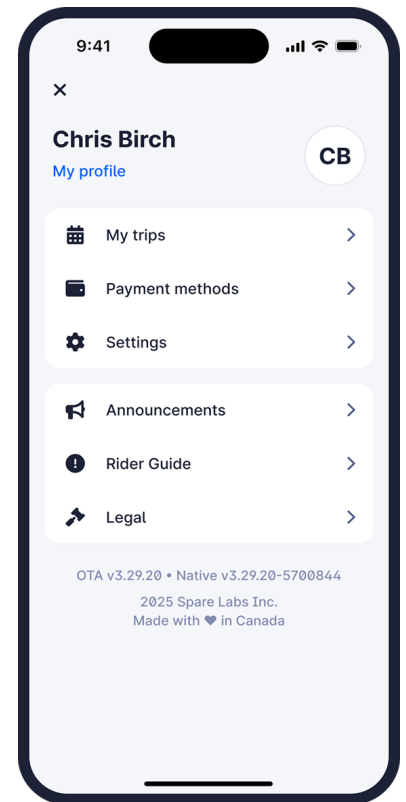 9:41
Chris Birch
My profile
CB
My trips
Payment methods
Settings
Announcements
Rider Guide
Legal
OTA v3.29.20 • Native v3.29.20-5700844
2025 Spare Labs Inc.
Made with ♥ in Canada